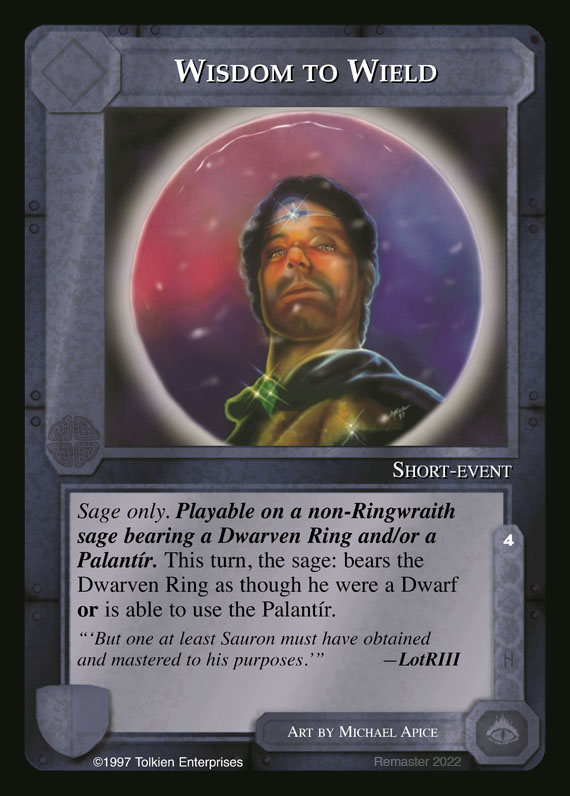 Wisdom to Wield
Short-event
Sage only. Playable on a non-Ringwraith
sage bearing a Dwarven Ring and/or a
Palantír. This turn, the sage: bears the
Dwarven Ring as though he were a Dwarf
or is able to use the Palantír.
4
“‘But one at least Sauron must have obtained
and mastered to his purposes.’” —LotRIII
H
Art by Michael Apice
©1997 Tolkien Enterprises Remaster 2022